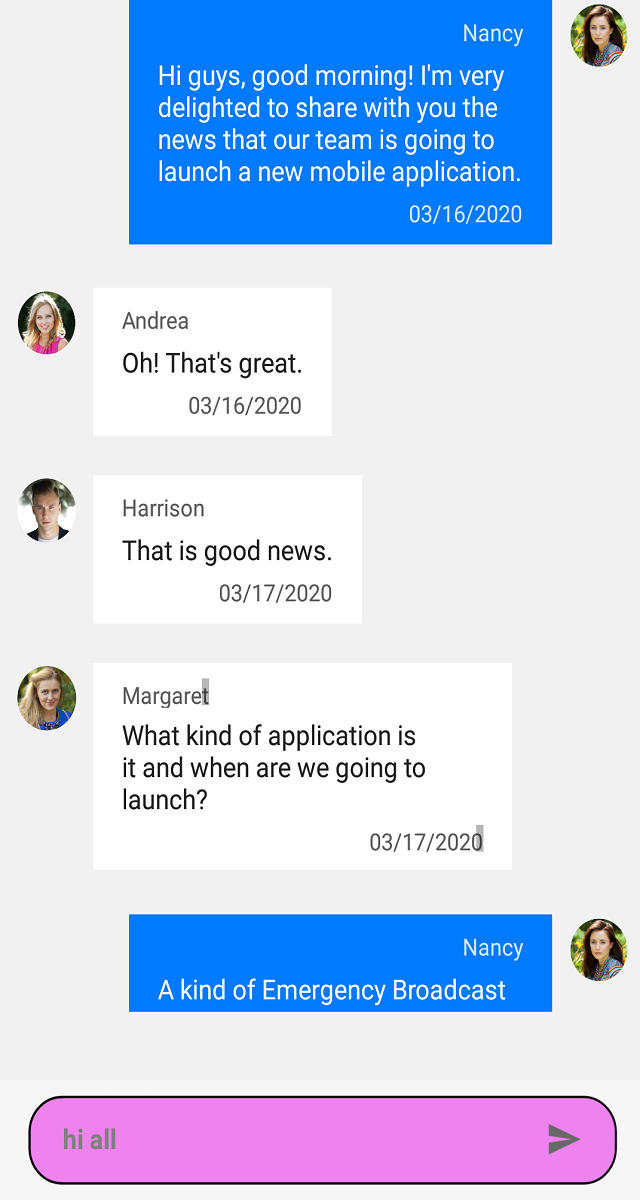 Nancy
Hi guys, good morning! I'm very
delighted to share with you the
news that our team is going to
launch a new mobile application.
03/16/2020
Andrea
Oh! That's great.
03/16/2020
Harrison
That is good news.
03/17/2020
Margaret
What kind of application is
it and when are we going to
launch?
03/17/2020
Nancy
A kind of Emergency Broadcast
hi all